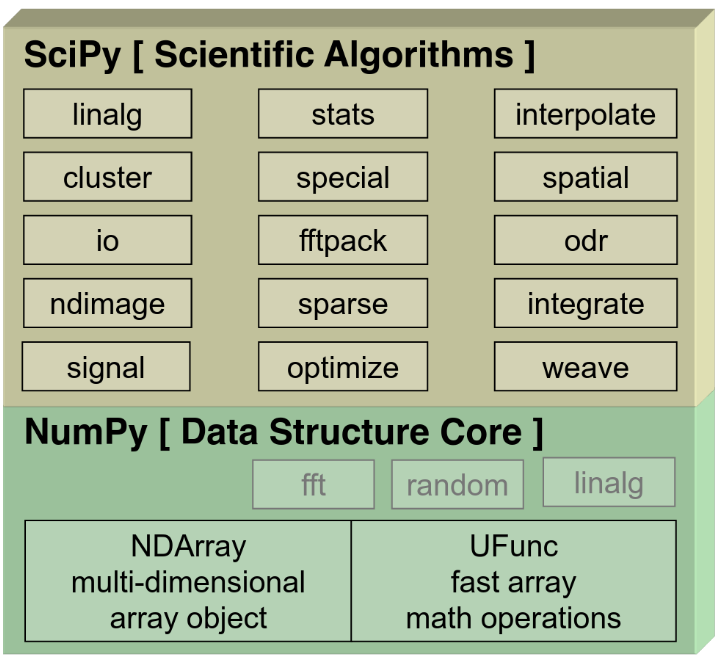 SciPy [ Scientific Algorithms ]
linalg stats interpolate
cluster special spatial
io fftpack odr
ndimage sparse integrate
signal optimize weave
NumPy [ Data Structure Core ]
fft random linalg
NDArray
multi-dimensional
array object
UFunc
fast array
math operations